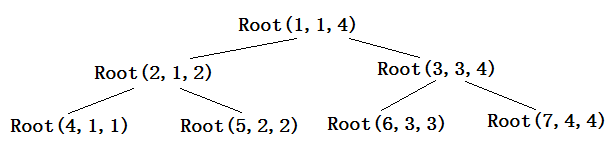 Root(1,1,4)
Root(2,1,2)
Root(3,3,4)
Root(4,1,1)
Root(5,2,2)
Root(6,3,3)
Root(7,4,4)